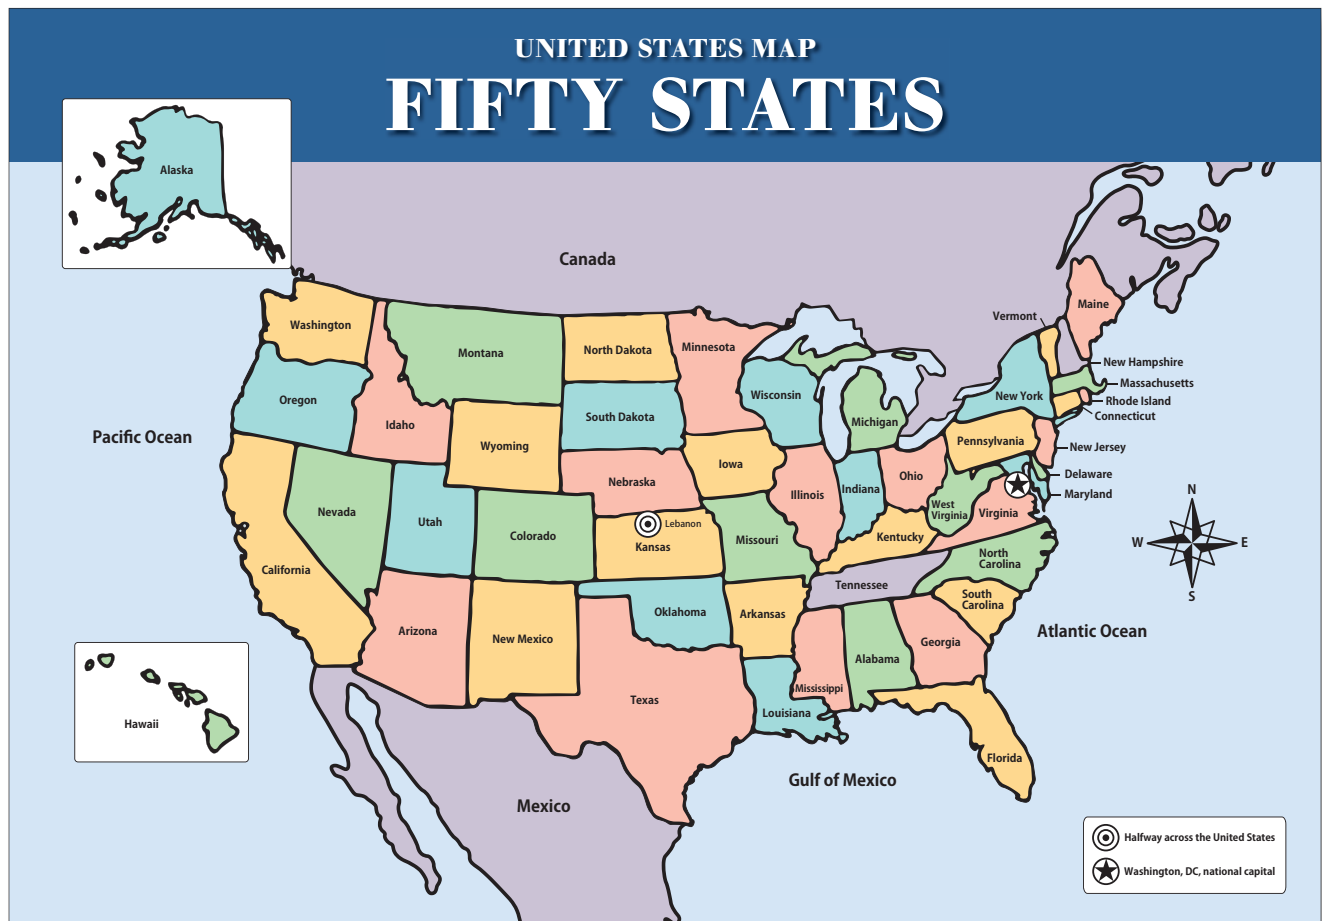 UNITED STATES MAP
FIFTY STATES
Alaska
Canada
Washington
Montana
North Dakota
Minnesota
Maine
Vermont
New Hampshire
Massachusetts
Rhode Island
Connecticut
New York
Oregon
Idaho
Wyoming
South Dakota
Wisconsin
Michigan
Pacific Ocean
Pennsylvania
New Jersey
Delaware
Maryland
Nebraska
Iowa
Illinois
Indiana
Ohio
West
Virginia
Virginia
Nevada
Utah
Colorado
Lebanon
Kansas
Missouri
Kentucky
N
W
E
S
California
North
Carolina
Tennessee
South
Carolina
Arizona
New Mexico
Oklahoma
Arkansas
Atlantic Ocean
Georgia
Alabama
Mississippi
Texas
Louisiana
Hawaii
Florida
Gulf of Mexico
Mexico
Halfway across the United States
Washington, DC, national capital